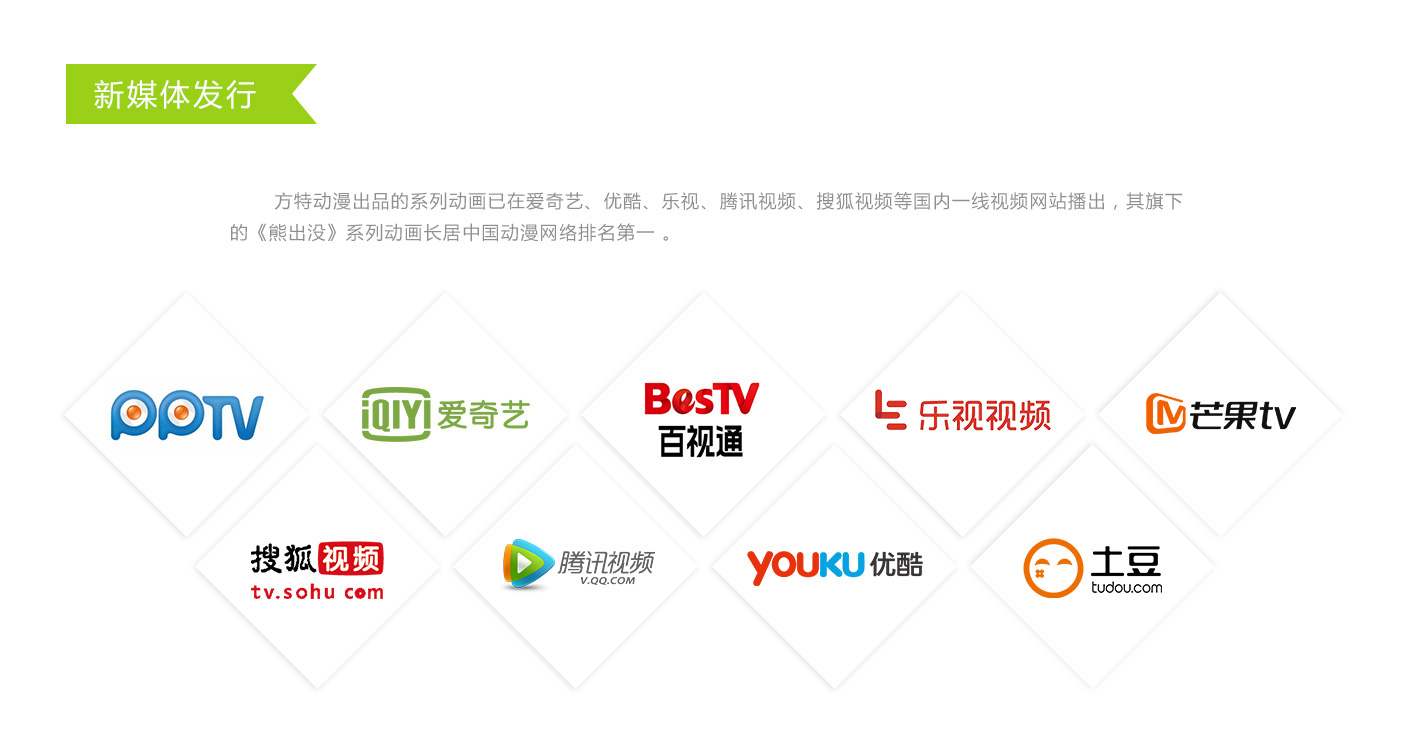 新媒体发行
方特动漫出品的系列动画已在爱奇艺、优酷、乐视、腾讯视频、搜狐视频等国内一线视频网站播出，其旗下
的《熊出没》系列动画长居中国动漫网络排名第一 。
PPTV
iQIYI 爱奇艺
BesTV
百视通
乐视视频
芒果tv
搜狐视频
tv.sohu com
腾讯视频
V.QQ.COM
YOUKU 优酷
土豆
tudou.com